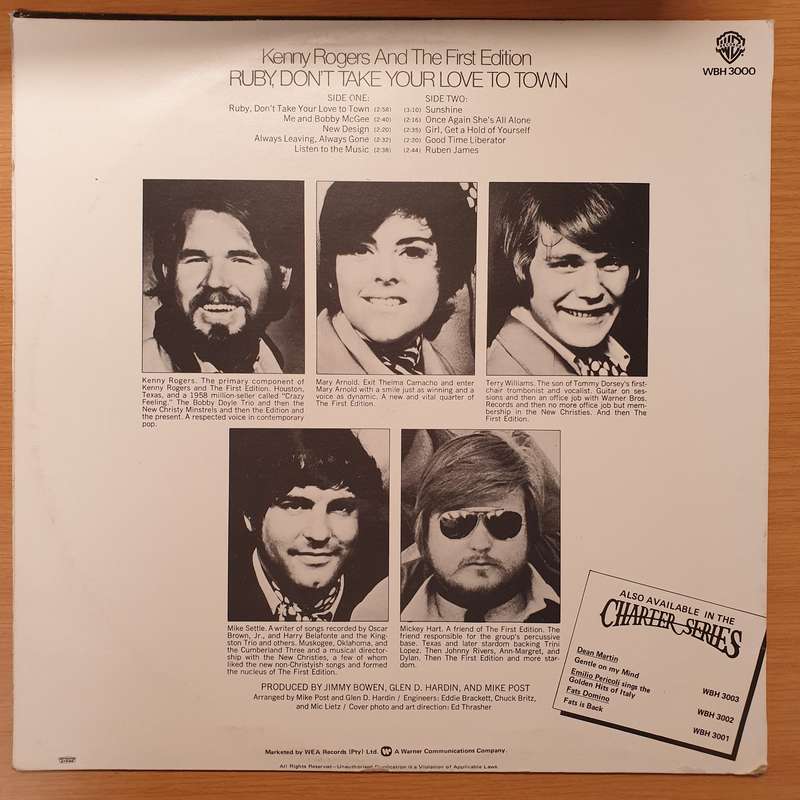 Kenny Rogers And The First Edition
RUBY, DON'T TAKE YOUR LOVE TO TOWN
WBH 3000
SIDE ONE:
Ruby, Don't Take Your Love to Town (2:58)
Me and Bobby McGee (2:40)
New Design (2:20)
Always Leaving, Always Gone (2:32)
Listen to the Music (2:38)
SIDE TWO:
(3:10) Sunshine
(2:16) Once Again She's All Alone
(2:35) Girl, Get a Hold of Yourself
(2:20) Good Time Liberator
(2:44) Ruben James
Kenny Rogers. The primary component of
Kenny Rogers and The First Edition. Houston,
Texas, and a 1958 million-seller called "Crazy
Feeling." The Bobby Doyle Trio and then the
New Christy Minstrels and then the Edition and
the present. A respected voice in contemporary
pop.
Mary Arnold. Exit Thelma Camacho and enter
Mary Arnold with a smile just as winning and a
voice as dynamic. A new and vital quarter of
The First Edition.
Terry Williams. The son of Tommy Dorsey's first-
chair trombonist and vocalist. Guitar on ses-
sions and then an office job with Warner Bros.
Records and then no more office job but mem-
bership in the New Christies. And then The
First Edition.
Mike Settle. A writer of songs recorded by Oscar
Brown, Jr., and Harry Belafonte and the King-
ston Trio and others. Muskogee, Oklahoma, and
the Cumberland Three and a musical director-
ship with the New Christies, a few of whom
liked the new non-Christyish songs and formed
the nucleus of The First Edition.
Mickey Hart. A friend of The First Edition. The
friend responsible for the group's percussive
base. Texas and later stardom backing Trini
Lopez. Then Johnny Rivers, Ann-Margret, and
Dylan. Then The First Edition and more star-
dom.
ALSO AVAILABLE IN THE
CHARTER SERIES
Dean Martin
Gentle on my Mind WBH 3003
Emilio Pericoli sings the
Golden Hits of Italy WBH 3002
Fats Domino
Fats is Back WBH 3001
PRODUCED BY JIMMY BOWEN, GLEN D. HARDIN, AND MIKE POST
Arranged by Mike Post and Glen D. Hardin / Engineers: Eddie Brackett, Chuck Britz,
and Mic Lietz / Cover photo and art direction: Ed Thrasher
Marketed by WEA Records (Pty) Ltd. A Warner Communications Company.
All Rights Reserved—Unauthorised Duplication is a Violation of Applicable Laws.